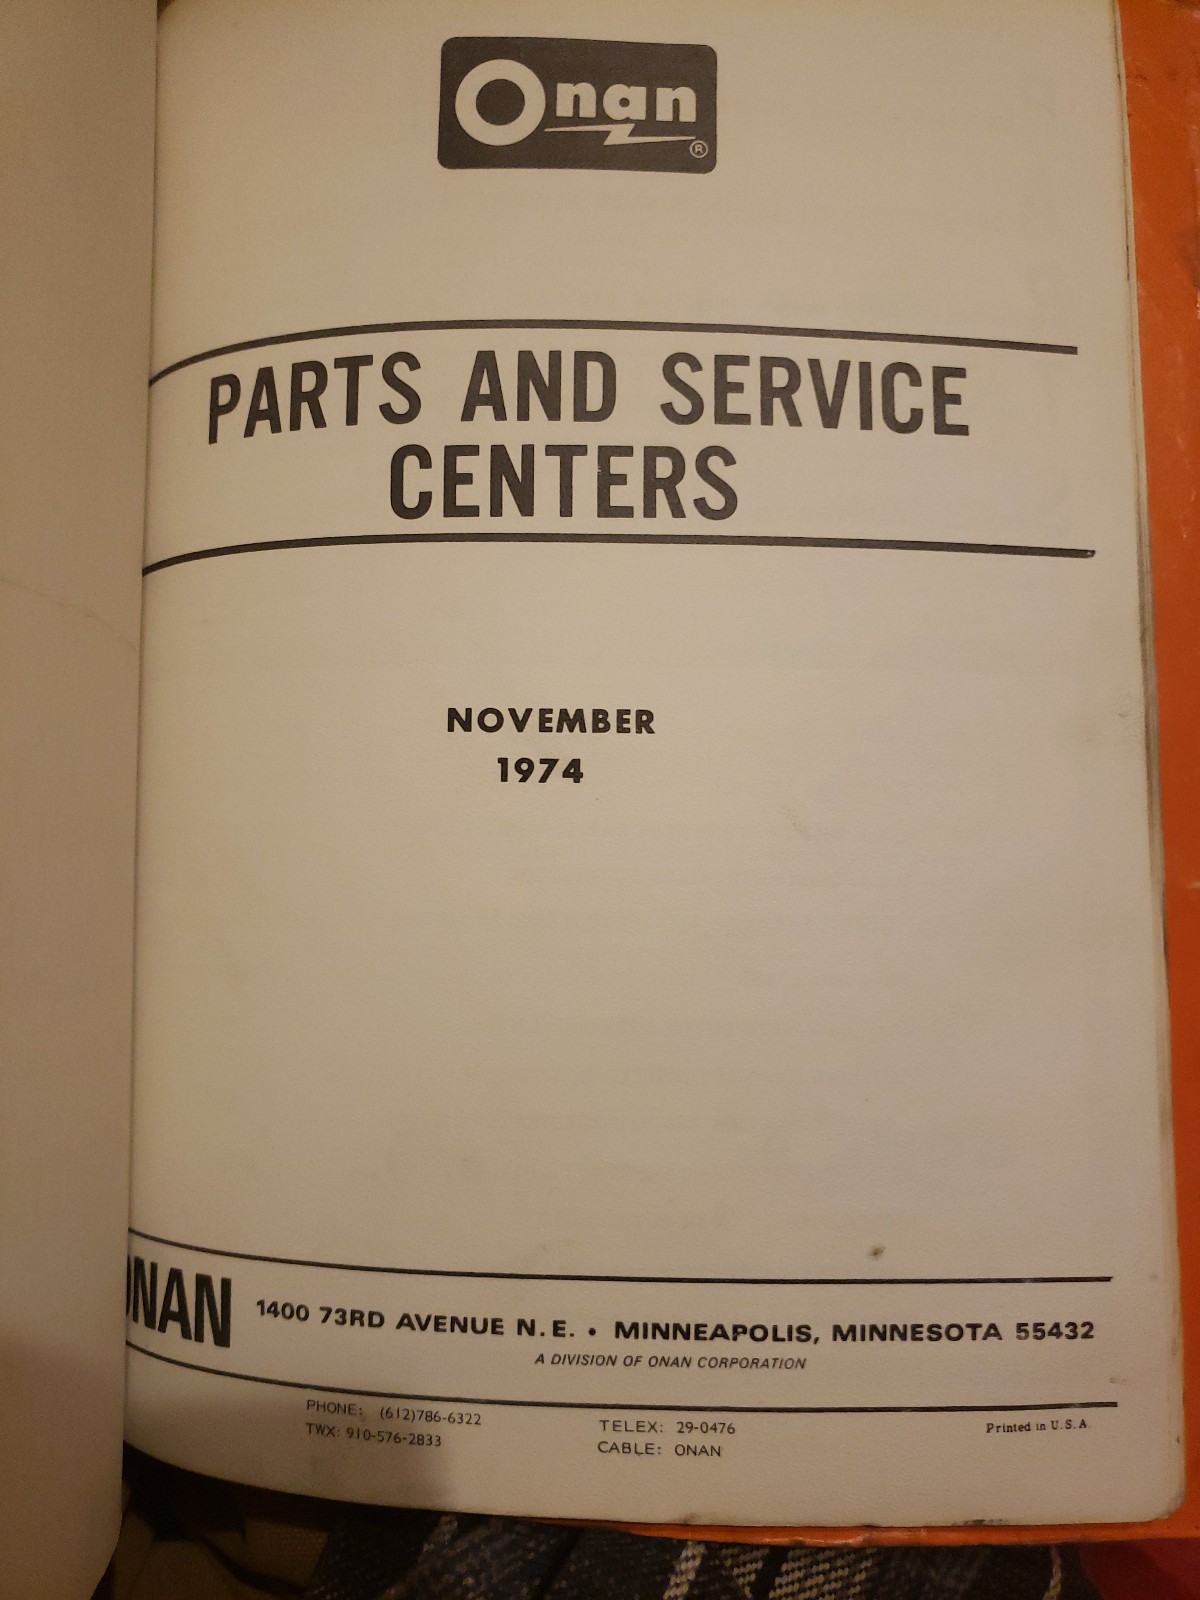 Onan ®
PARTS AND SERVICE
CENTERS
NOVEMBER
1974
ONAN 1400 73RD AVENUE N.E. • MINNEAPOLIS, MINNESOTA 55432
A DIVISION OF ONAN CORPORATION
PHONE: (612)786-6322
TWX: 910-576-2833
TELEX: 29-0476
CABLE: ONAN
Printed in U.S.A.